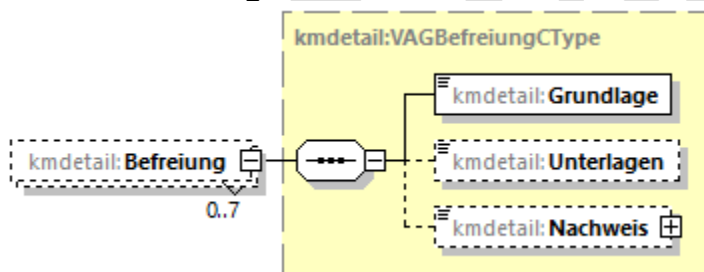 kmdetail:VAGBefreiungCType
kmdetail:Grundlage
kmdetail:Befreiung
kmdetail:Unterlagen
0..7
kmdetail:Nachweis